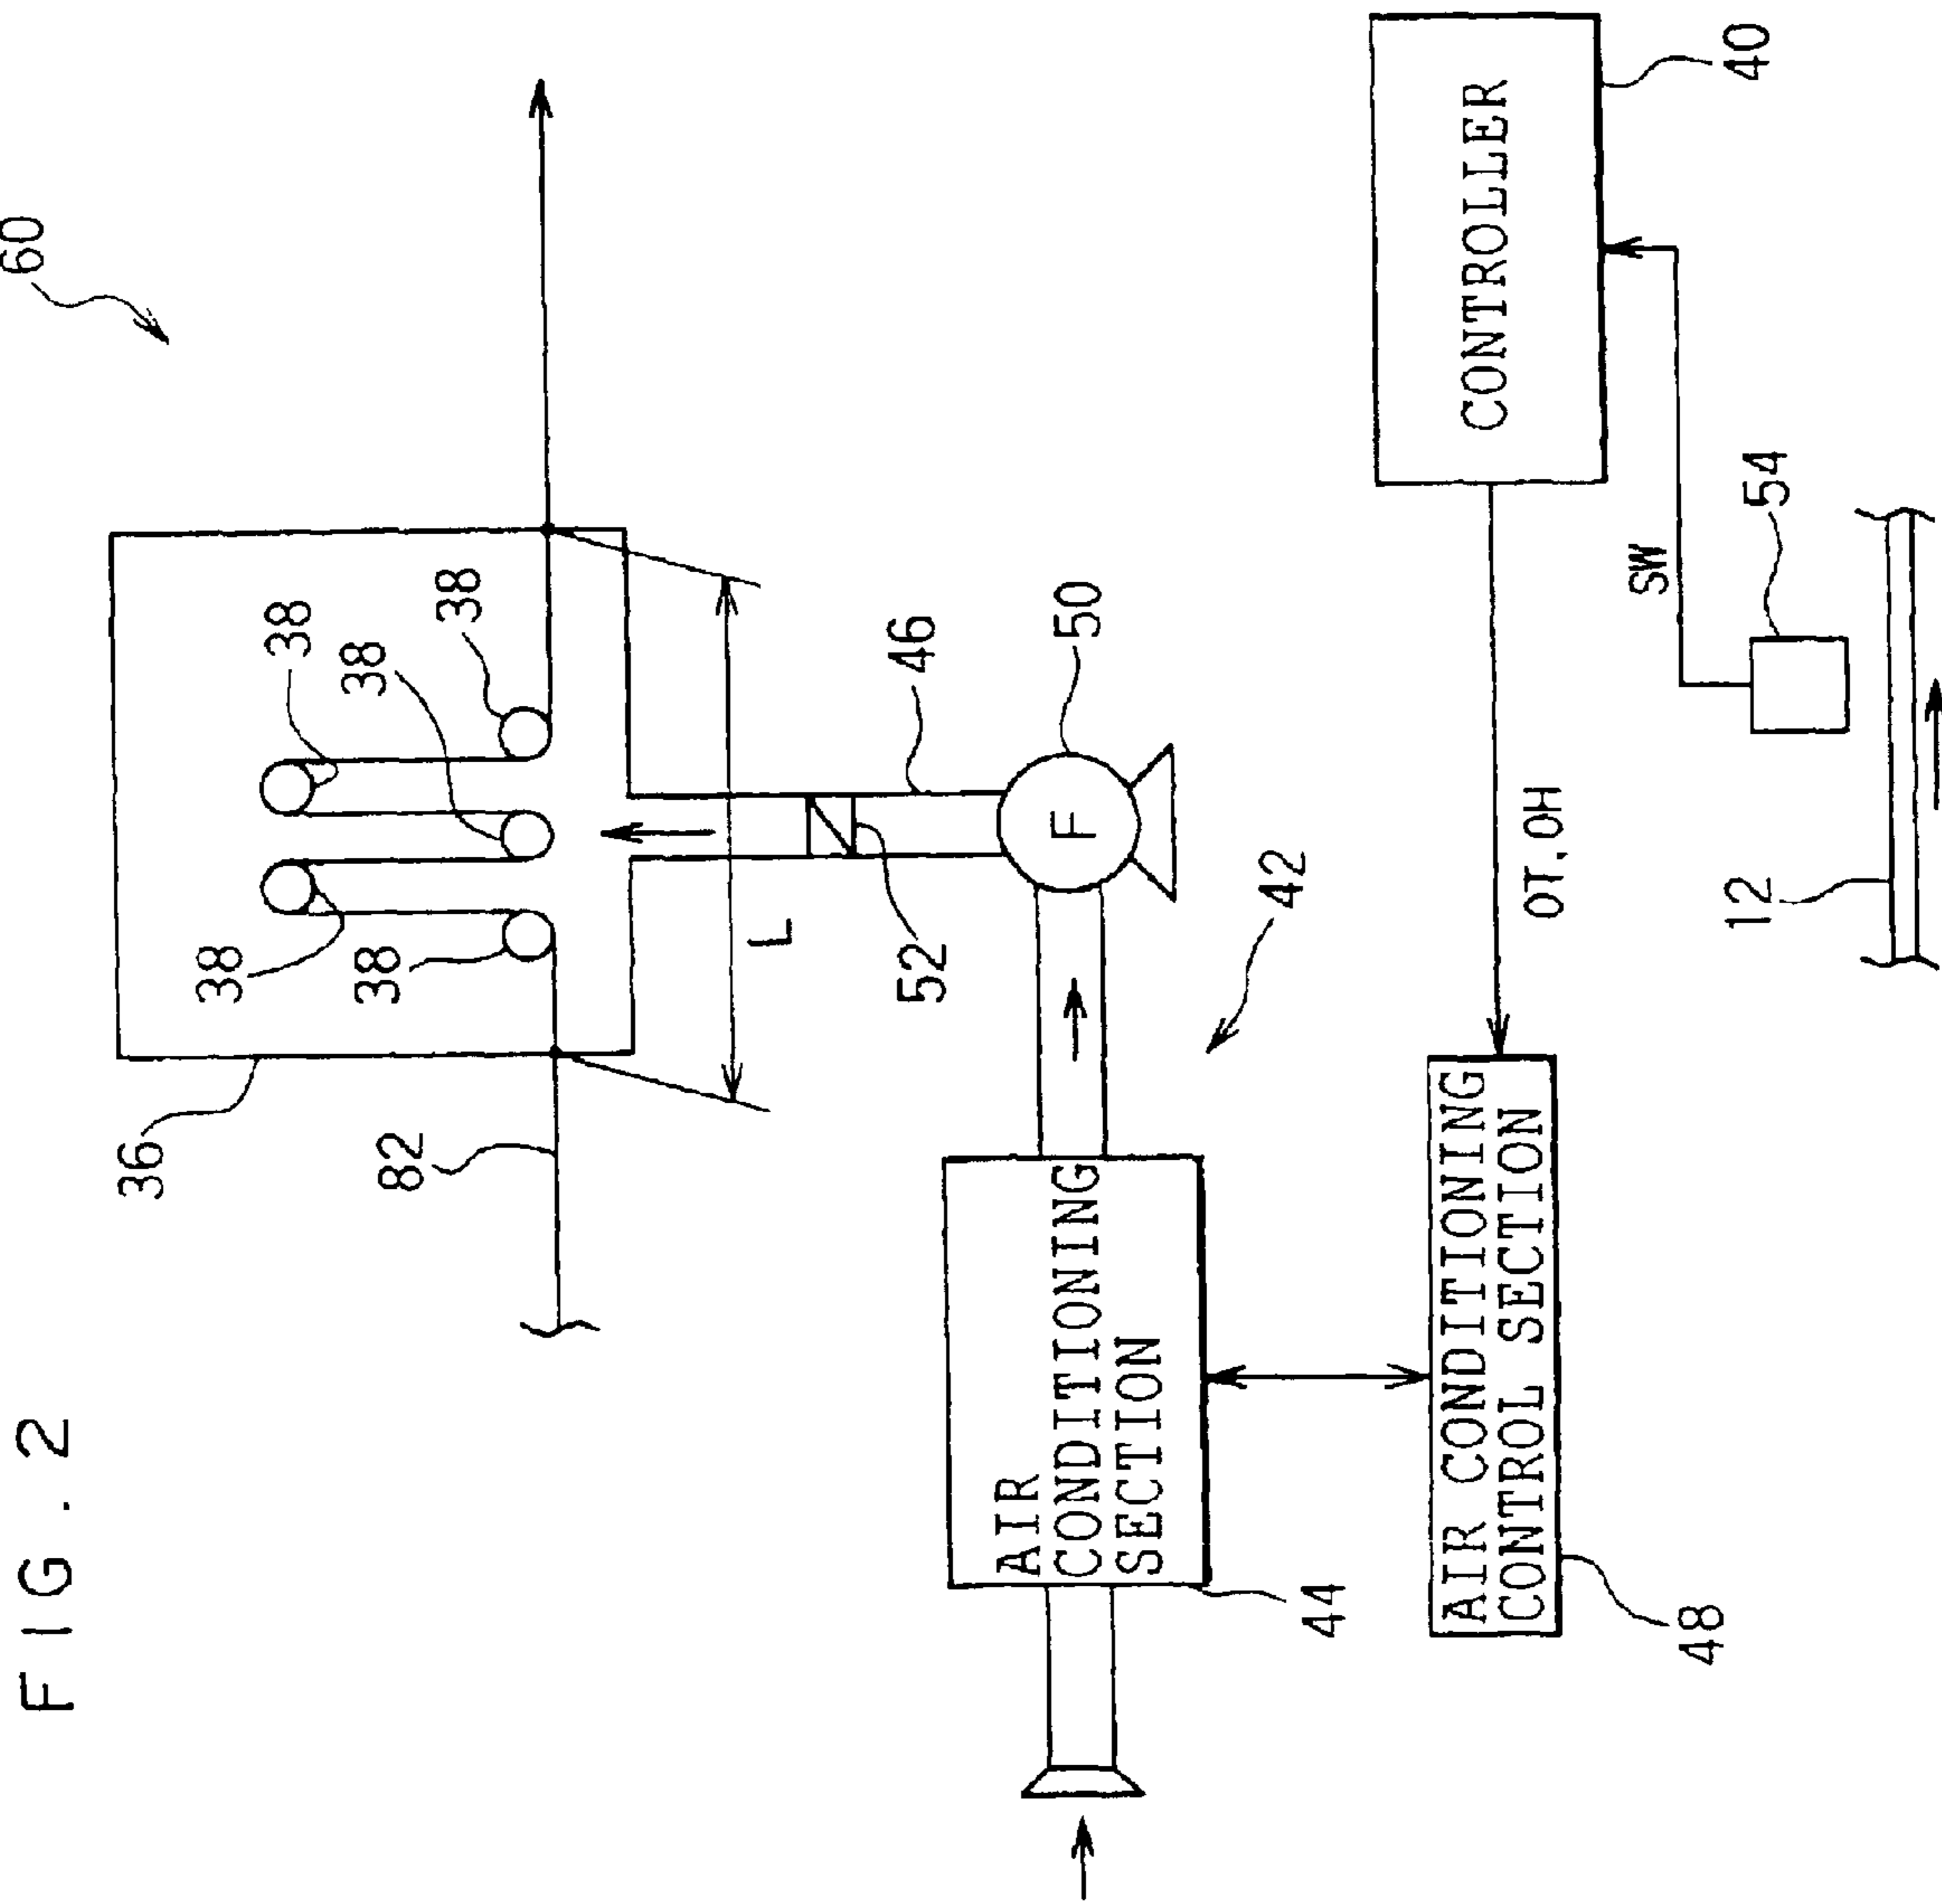 FIG. 2
60
36
38
38
38
38
82
38
L
46
52
50
F
AIR
CONDITIONING
SECTION
42
44
CONTROLLER
AIR CONDITIONING
CONTROL SECTION
OT,OH
SW
48
40
12
54